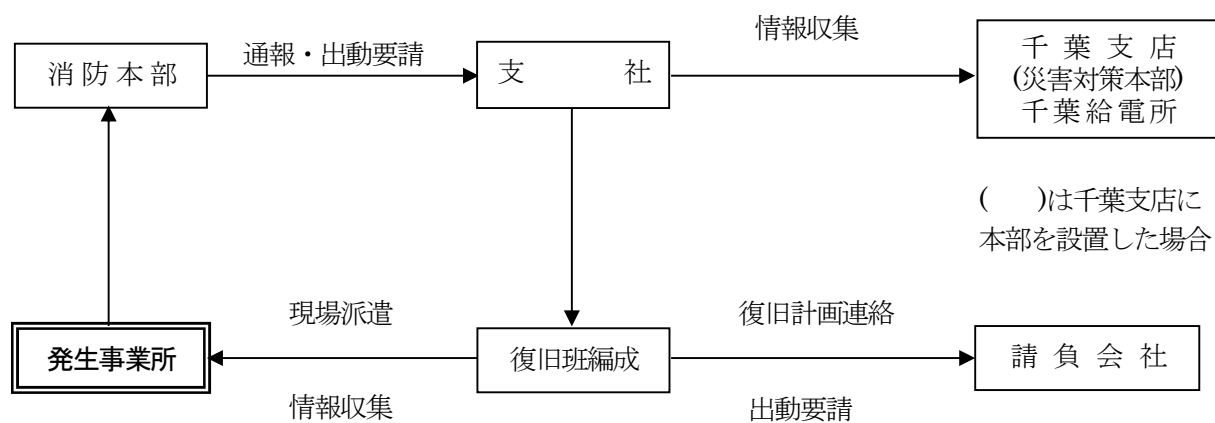 情報収集
通報・出動要請
消 防 本 部
支 社
千 葉 支 店
(災害対策本部)
千 葉 給 電 所
( )は千葉支店に
本部を設置した場合
現場派遣
復旧計画連絡
発生事業所
復旧班編成
請 負 会 社
情報収集
出動要請